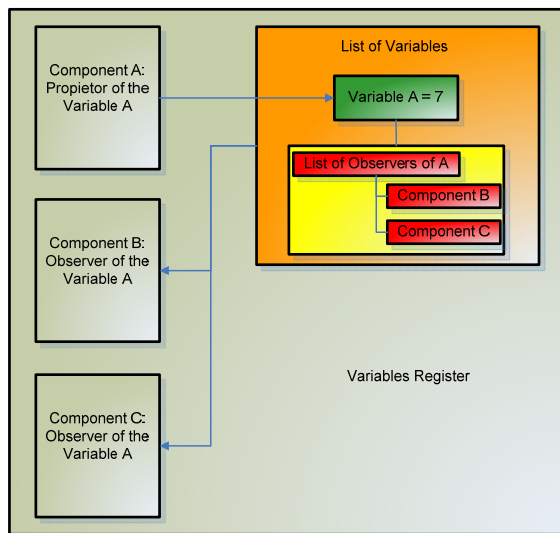 Component A:
Propietor of the
Variable A
List of Variables
Variable A = 7
List of Observers of A
Component B
Component C
Component B:
Observer of the
Variable A
Component C:
Observer of the
Variable A
Variables Register